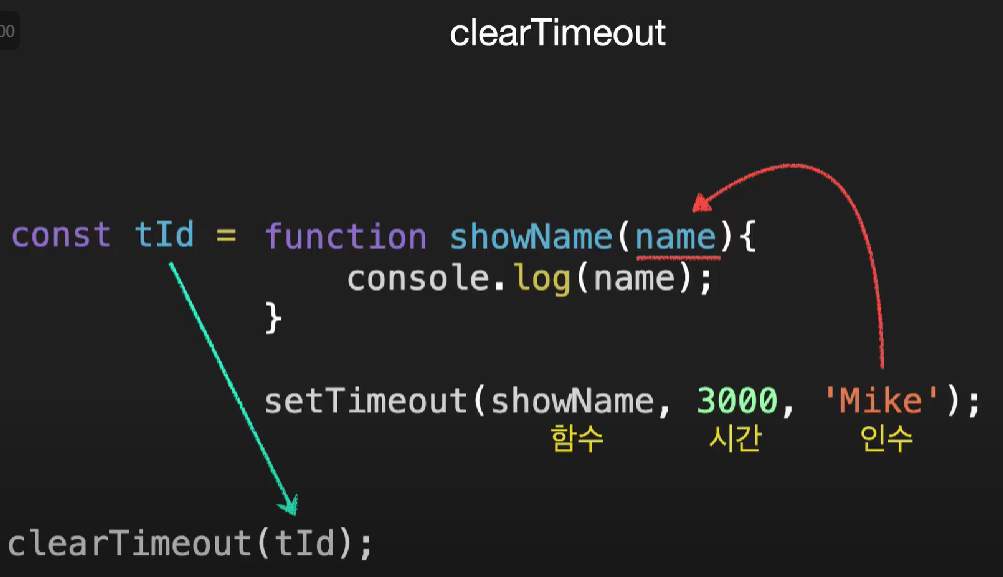 00
clearTimeout
const tId = function showName(name){
console.log(name);
}
setTimeout(showName, 3000, 'Mike');
함수 시간 인수
clearTimeout(tId);